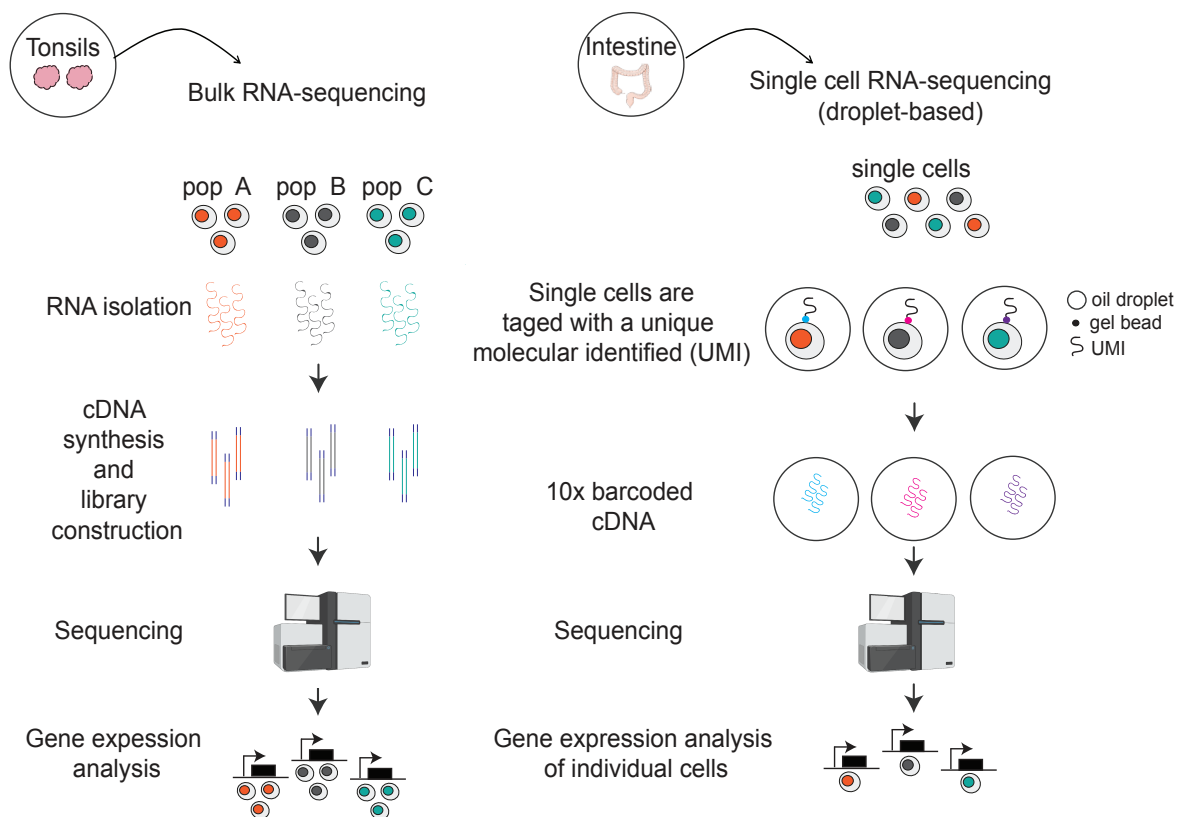 Tonsils
Bulk RNA-sequencing
pop A
pop B
pop C
RNA isolation
cDNA
synthesis
and
library
construction
Sequencing
Gene expession
analysis
Intestine
Single cell RNA-sequencing
(droplet-based)
single cells
Single cells are
taged with a unique
molecular identified (UMI)
oil droplet
gel bead
UMI
10x barcoded
cDNA
Sequencing
Gene expression analysis
of individual cells